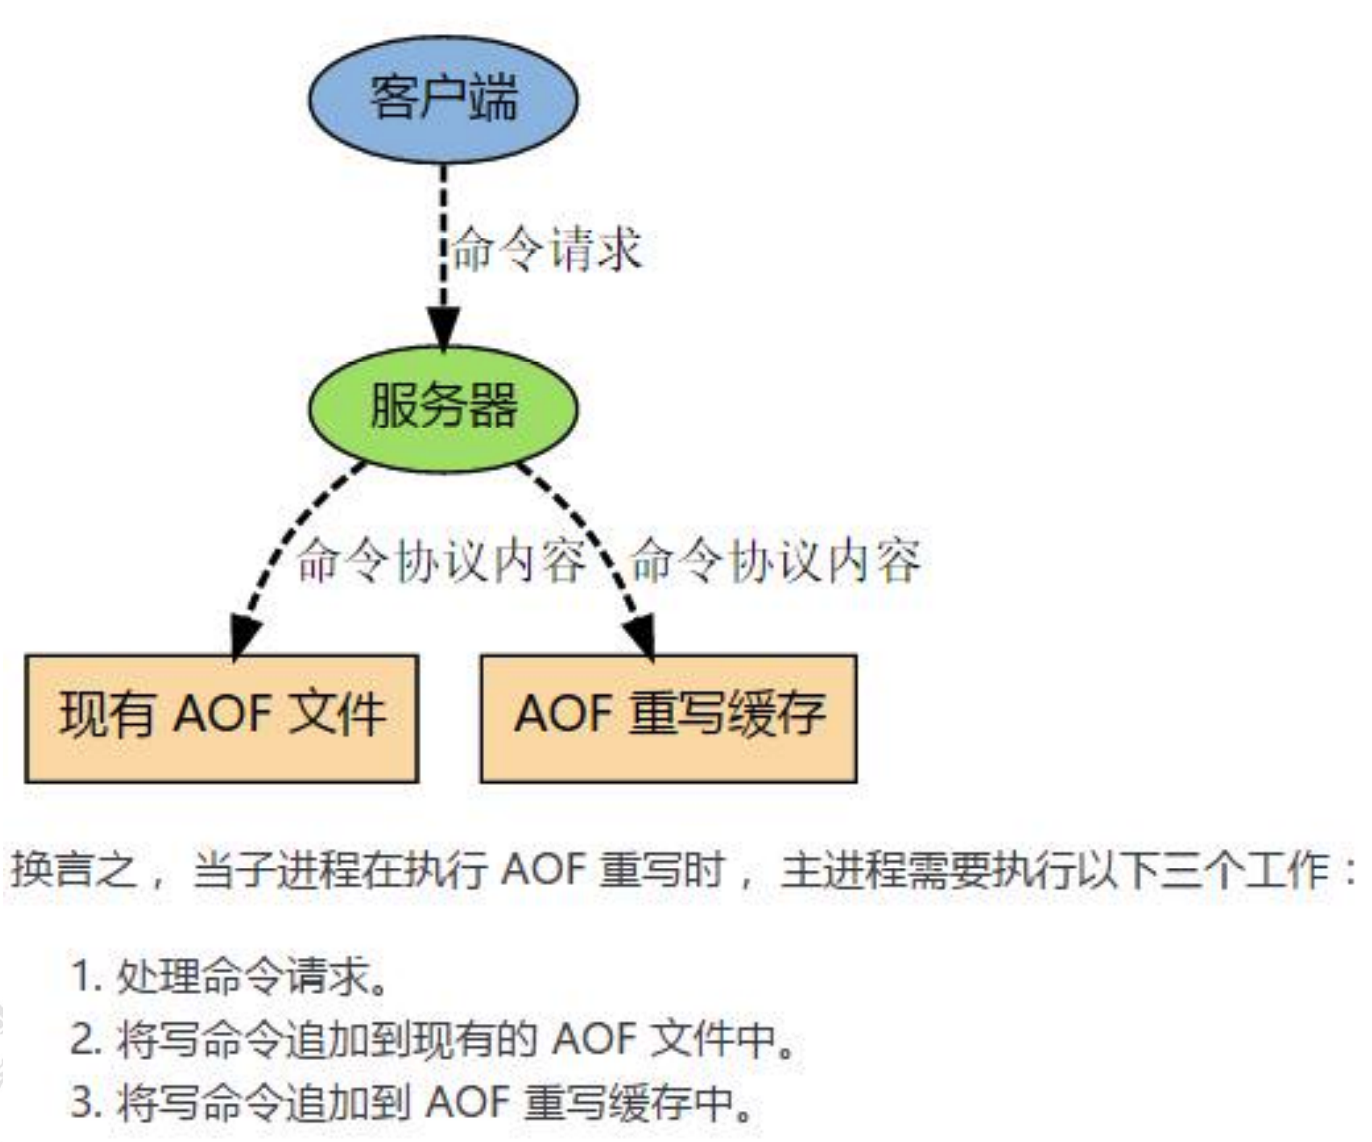 客户端
命令请求
服务器
命令协议内容 命令协议内容
现有 AOF 文件 AOF 重写缓存
换言之，当子进程在执行 AOF 重写时，主进程需要执行以下三个工作：
1. 处理命令请求。
2. 将写命令追加到现有的 AOF 文件中。
3. 将写命令追加到 AOF 重写缓存中。